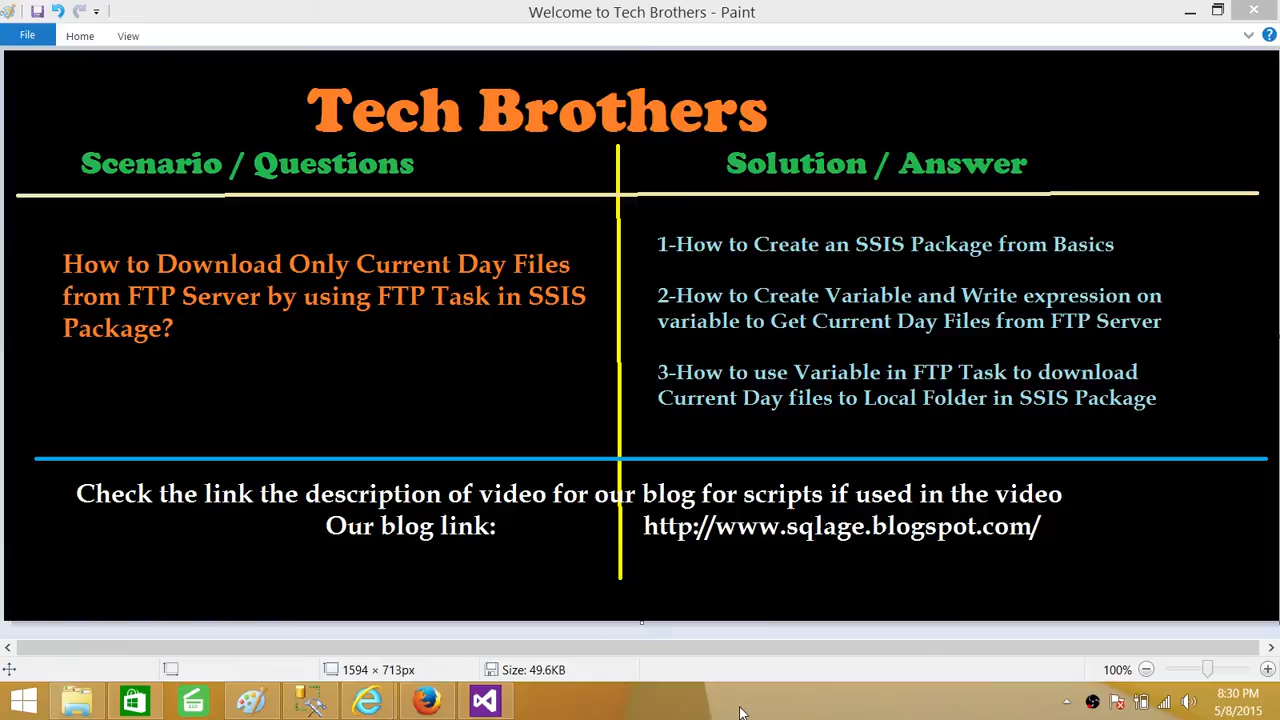 Welcome to Tech Brothers - Paint
File
Home
View
Tech Brothers
Scenario / Questions
Solution / Answer
How to Download Only Current Day Files
from FTP Server by using FTP Task in SSIS
Package?
1-How to Create an SSIS Package from Basics
2-How to Create Variable and Write expression on
variable to Get Current Day Files from FTP Server
3-How to use Variable in FTP Task to download
Current Day files to Local Folder in SSIS Package
Check the link the description of video for our blog for scripts if used in the video
Our blog link: http://www.sqlage.blogspot.com/
1594 × 713px
Size: 49.6KB
100%
8:30 PM
5/8/2015